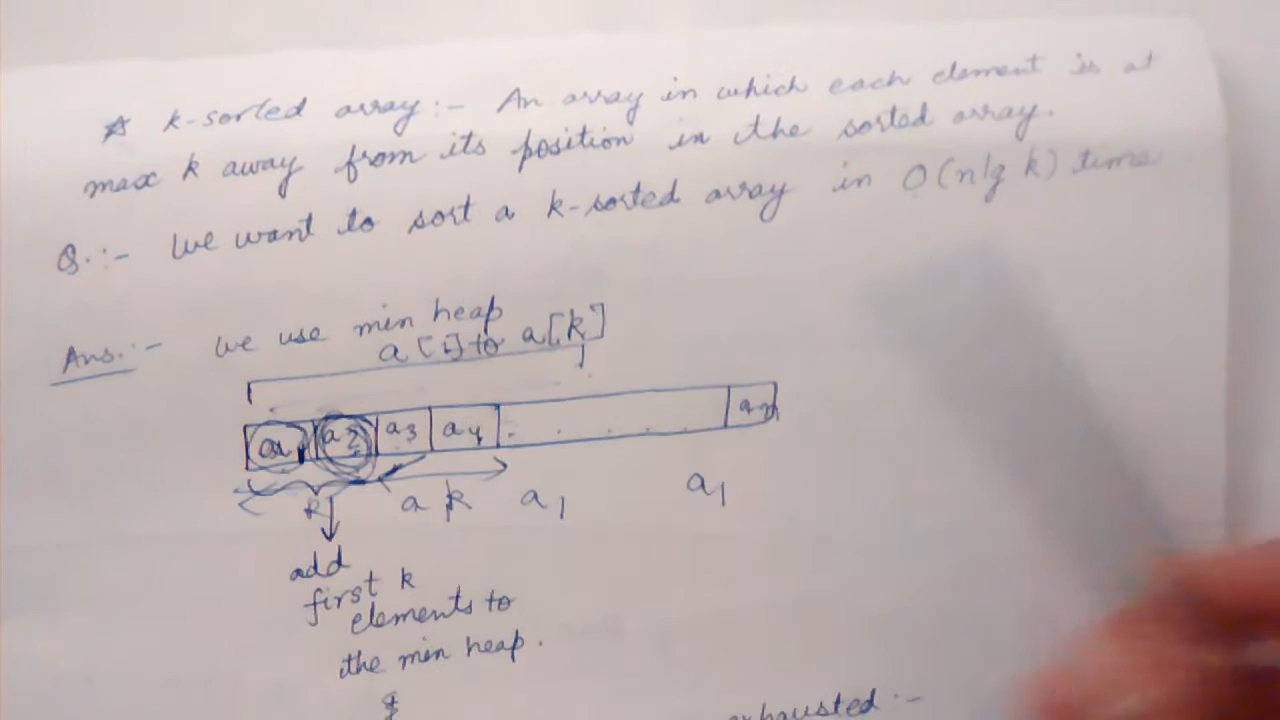 * k-sorted array:- An array in which each element is at
max k away from its position in the sorted array.
Q.:- We want to sort a k-sorted array in O(nlg k) time
Ans.:- We use min heap
a[i] to a[k]
a1 a2 a3 a4 . . . . . an
k a k a1 a1
add
first k
elements to
the min heap.
&
exhausted :-